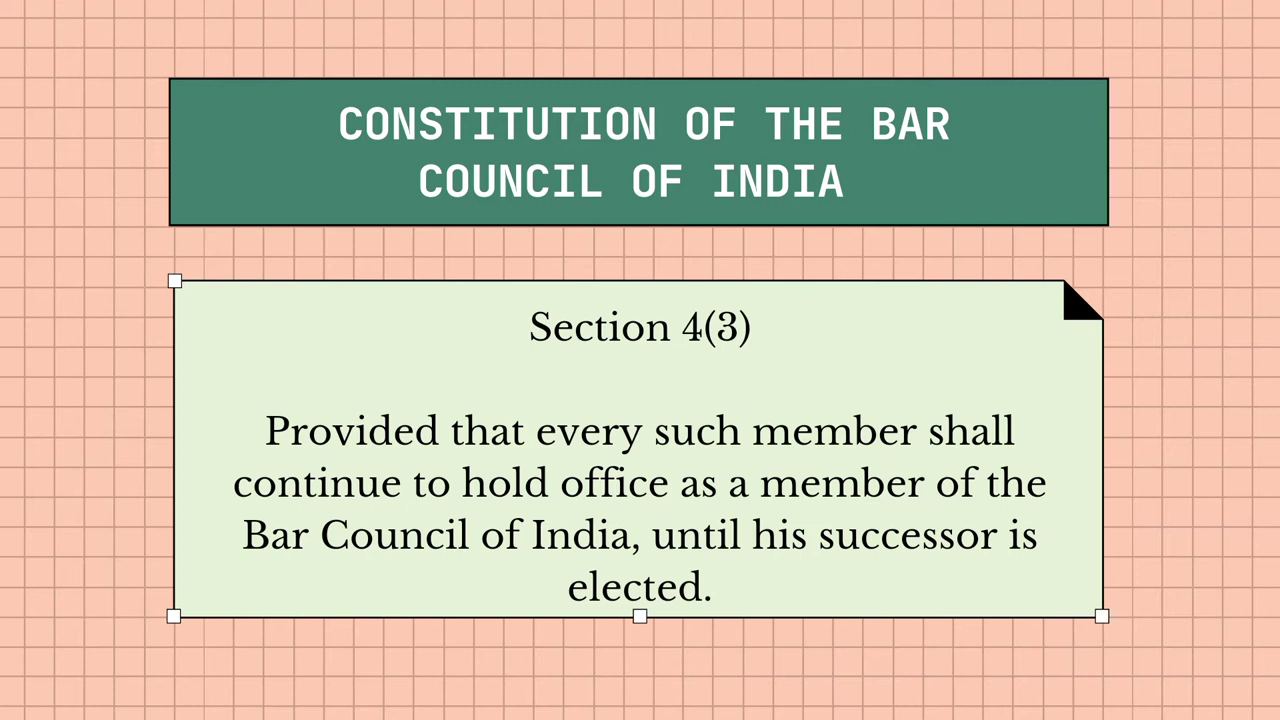 CONSTITUTION OF THE BAR
COUNCIL OF INDIA
Section 4(3)
Provided that every such member shall
continue to hold office as a member of the
Bar Council of India, until his successor is
elected.